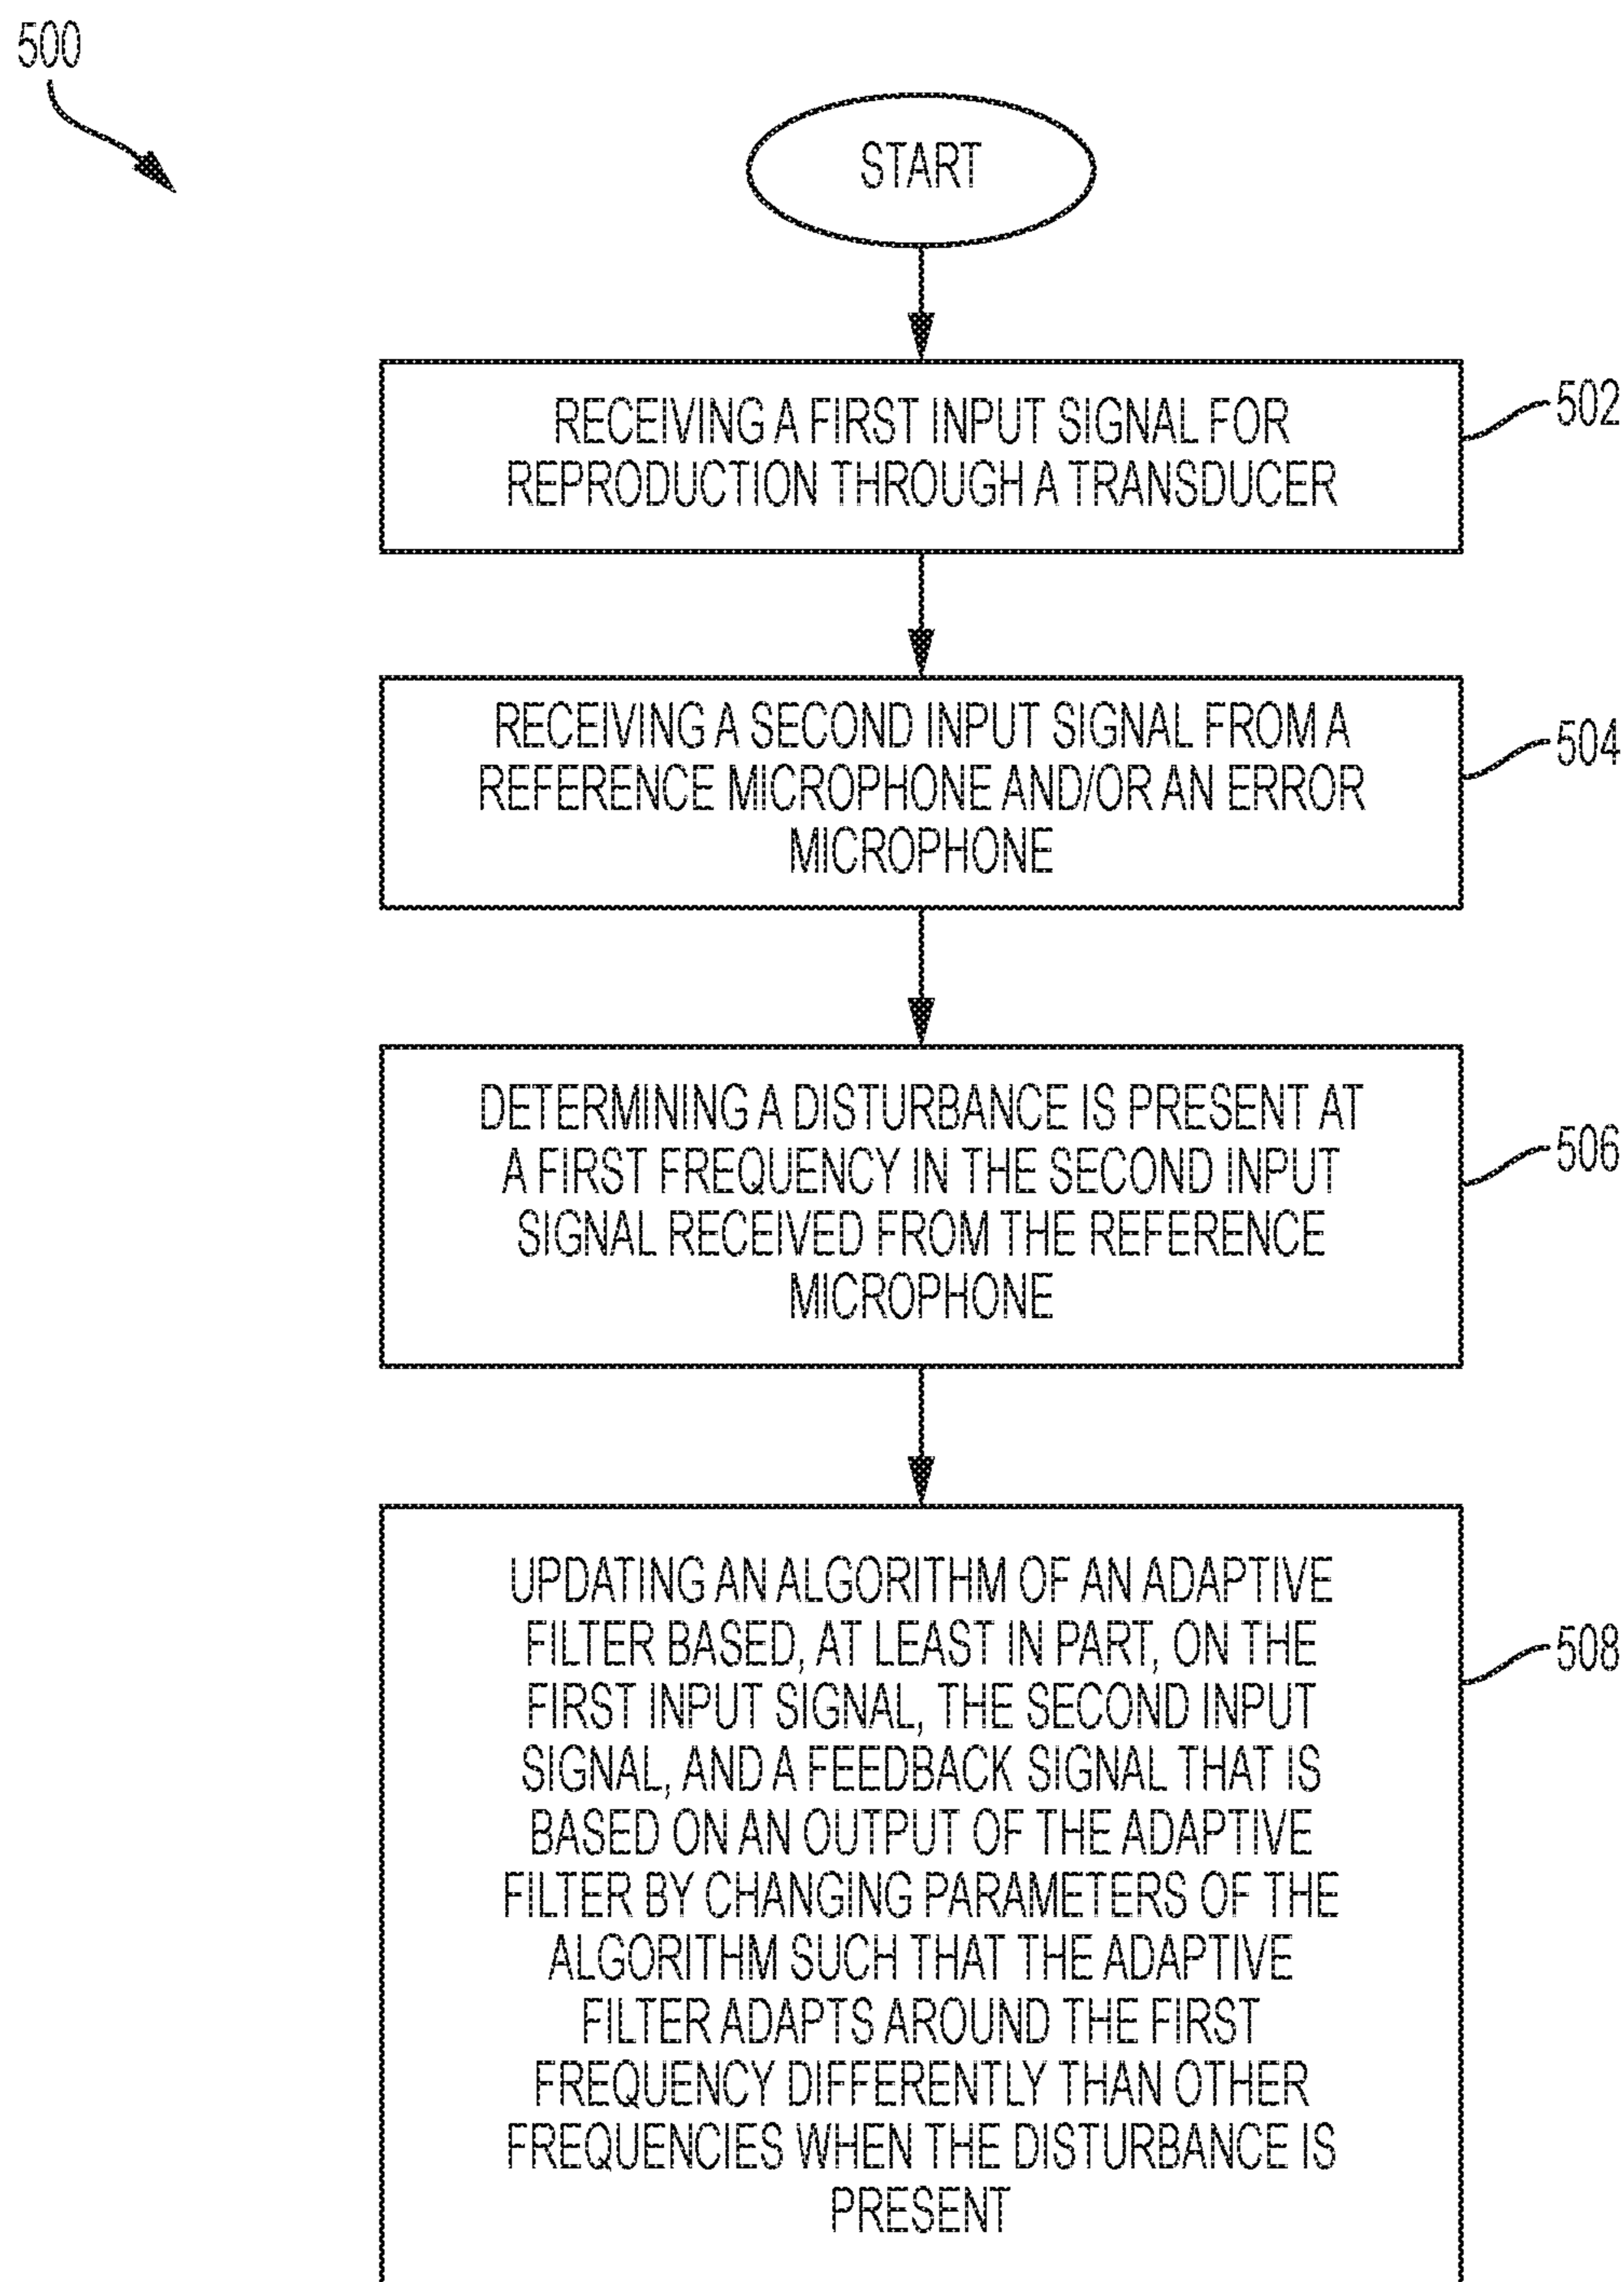 500
START
RECEIVING A FIRST INPUT SIGNAL FOR
REPRODUCTION THROUGH A TRANSDUCER
502
RECEIVING A SECOND INPUT SIGNAL FROM A
REFERENCE MICROPHONE AND/OR AN ERROR
MICROPHONE
504
DETERMINING A DISTURBANCE IS PRESENT AT
A FIRST FREQUENCY IN THE SECOND INPUT
SIGNAL RECEIVED FROM THE REFERENCE
MICROPHONE
506
UPDATING AN ALGORITHM OF AN ADAPTIVE
FILTER BASED, AT LEAST IN PART, ON THE
FIRST INPUT SIGNAL, THE SECOND INPUT
SIGNAL, AND A FEEDBACK SIGNAL THAT IS
BASED ON AN OUTPUT OF THE ADAPTIVE
FILTER BY CHANGING PARAMETERS OF THE
ALGORITHM SUCH THAT THE ADAPTIVE
FILTER ADAPTS AROUND THE FIRST
FREQUENCY DIFFERENTLY THAN OTHER
FREQUENCIES WHEN THE DISTURBANCE IS
PRESENT
508